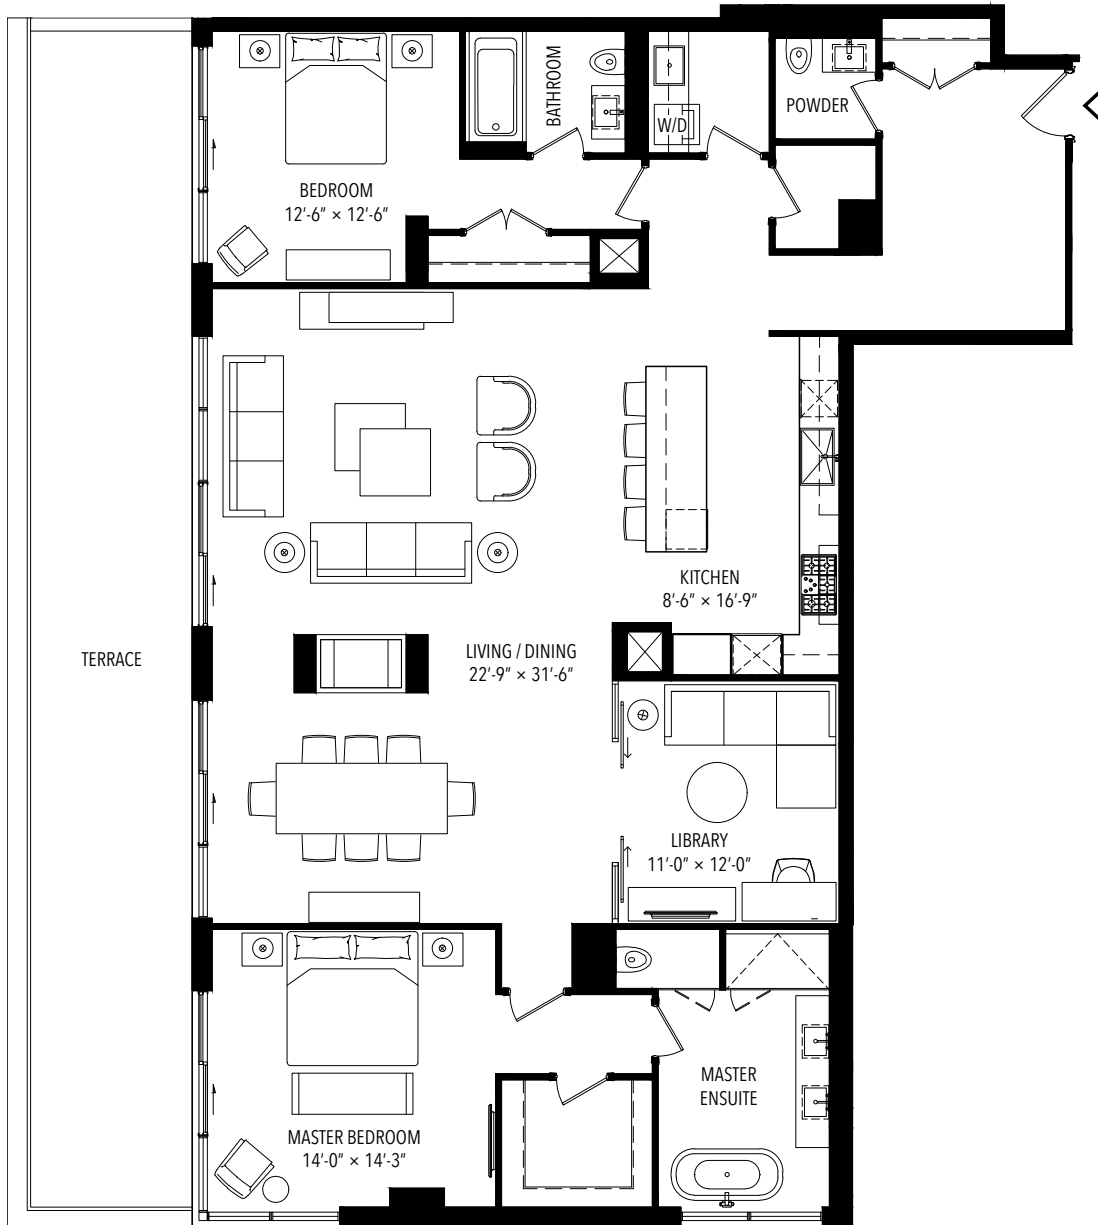 BATHROOM
W/D
POWDER
BEDROOM
12'-6" × 12'-6"
KITCHEN
8'-6" × 16'-9"
LIVING / DINING
22'-9" × 31'-6"
TERRACE
LIBRARY
11'-0" × 12'-0"
MASTER
ENSUITE
MASTER BEDROOM
14'-0" × 14'-3"